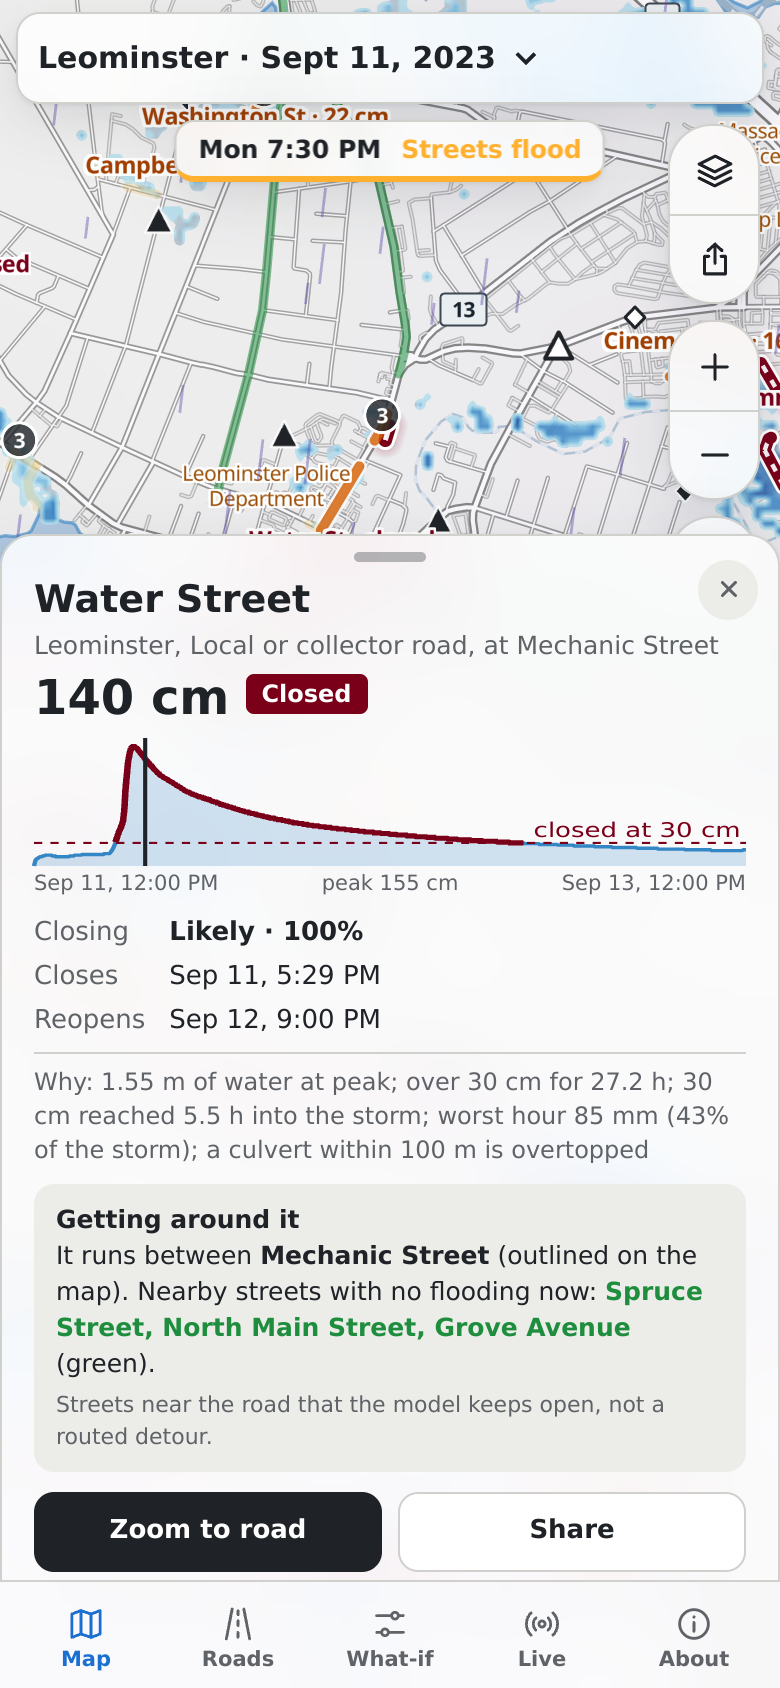 Leominster · Sept 11, 2023
Washington St · 22 cm
Mon 7:30 PM Streets flood
Massa
Campbe
13
Cinem
3
3
Leominster Police
Department
Water Street
Water Street
Leominster, Local or collector road, at Mechanic Street
140 cm Closed
closed at 30 cm
Sep 11, 12:00 PM peak 155 cm Sep 13, 12:00 PM
Closing Likely · 100%
Closes Sep 11, 5:29 PM
Reopens Sep 12, 9:00 PM
Why: 1.55 m of water at peak; over 30 cm for 27.2 h; 30
cm reached 5.5 h into the storm; worst hour 85 mm (43%
of the storm); a culvert within 100 m is overtopped
Getting around it
It runs between Mechanic Street (outlined on the
map). Nearby streets with no flooding now: Spruce
Street, North Main Street, Grove Avenue
(green).
Streets near the road that the model keeps open, not a
routed detour.
Zoom to road Share
Map Roads What-if Live About